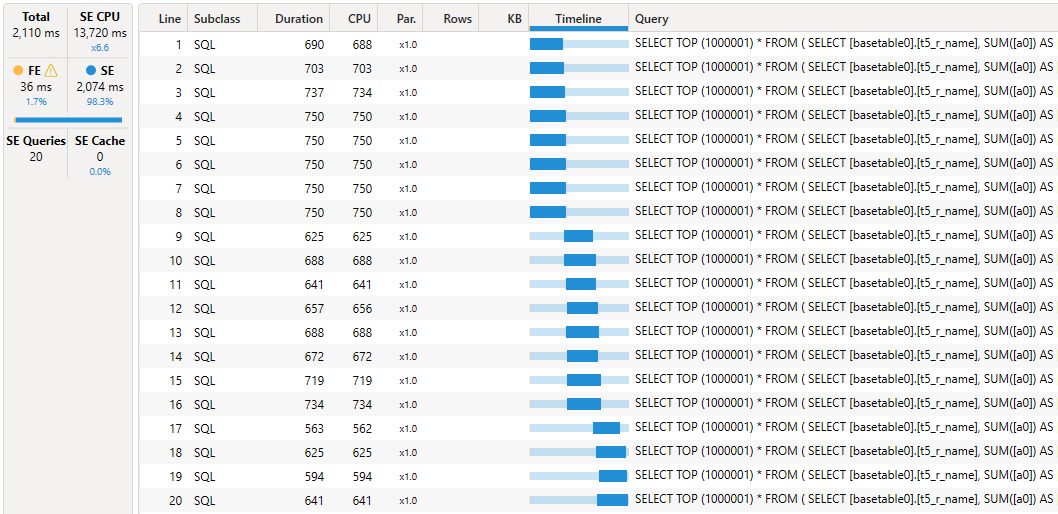 Total SE CPU
2,110 ms 13,720 ms
x6.6
FE SE
36 ms 2,074 ms
1.7% 98.3%
SE Queries SE Cache
20 0
0.0%
Line Subclass Duration CPU Par. Rows KB Timeline Query
1 SQL 690 688 x1.0 SELECT TOP (1000001) * FROM ( SELECT [basetable0].[t5_r_name], SUM([a0]) AS
2 SQL 703 703 x1.0 SELECT TOP (1000001) * FROM ( SELECT [basetable0].[t5_r_name], SUM([a0]) AS
3 SQL 737 734 x1.0 SELECT TOP (1000001) * FROM ( SELECT [basetable0].[t5_r_name], SUM([a0]) AS
4 SQL 750 750 x1.0 SELECT TOP (1000001) * FROM ( SELECT [basetable0].[t5_r_name], SUM([a0]) AS
5 SQL 750 750 x1.0 SELECT TOP (1000001) * FROM ( SELECT [basetable0].[t5_r_name], SUM([a0]) AS
6 SQL 750 750 x1.0 SELECT TOP (1000001) * FROM ( SELECT [basetable0].[t5_r_name], SUM([a0]) AS
7 SQL 750 750 x1.0 SELECT TOP (1000001) * FROM ( SELECT [basetable0].[t5_r_name], SUM([a0]) AS
8 SQL 750 750 x1.0 SELECT TOP (1000001) * FROM ( SELECT [basetable0].[t5_r_name], SUM([a0]) AS
9 SQL 625 625 x1.0 SELECT TOP (1000001) * FROM ( SELECT [basetable0].[t5_r_name], SUM([a0]) AS
10 SQL 688 688 x1.0 SELECT TOP (1000001) * FROM ( SELECT [basetable0].[t5_r_name], SUM([a0]) AS
11 SQL 641 641 x1.0 SELECT TOP (1000001) * FROM ( SELECT [basetable0].[t5_r_name], SUM([a0]) AS
12 SQL 657 656 x1.0 SELECT TOP (1000001) * FROM ( SELECT [basetable0].[t5_r_name], SUM([a0]) AS
13 SQL 688 688 x1.0 SELECT TOP (1000001) * FROM ( SELECT [basetable0].[t5_r_name], SUM([a0]) AS
14 SQL 672 672 x1.0 SELECT TOP (1000001) * FROM ( SELECT [basetable0].[t5_r_name], SUM([a0]) AS
15 SQL 719 719 x1.0 SELECT TOP (1000001) * FROM ( SELECT [basetable0].[t5_r_name], SUM([a0]) AS
16 SQL 734 734 x1.0 SELECT TOP (1000001) * FROM ( SELECT [basetable0].[t5_r_name], SUM([a0]) AS
17 SQL 563 562 x1.0 SELECT TOP (1000001) * FROM ( SELECT [basetable0].[t5_r_name], SUM([a0]) AS
18 SQL 625 625 x1.0 SELECT TOP (1000001) * FROM ( SELECT [basetable0].[t5_r_name], SUM([a0]) AS
19 SQL 594 594 x1.0 SELECT TOP (1000001) * FROM ( SELECT [basetable0].[t5_r_name], SUM([a0]) AS
20 SQL 641 641 x1.0 SELECT TOP (1000001) * FROM ( SELECT [basetable0].[t5_r_name], SUM([a0]) AS